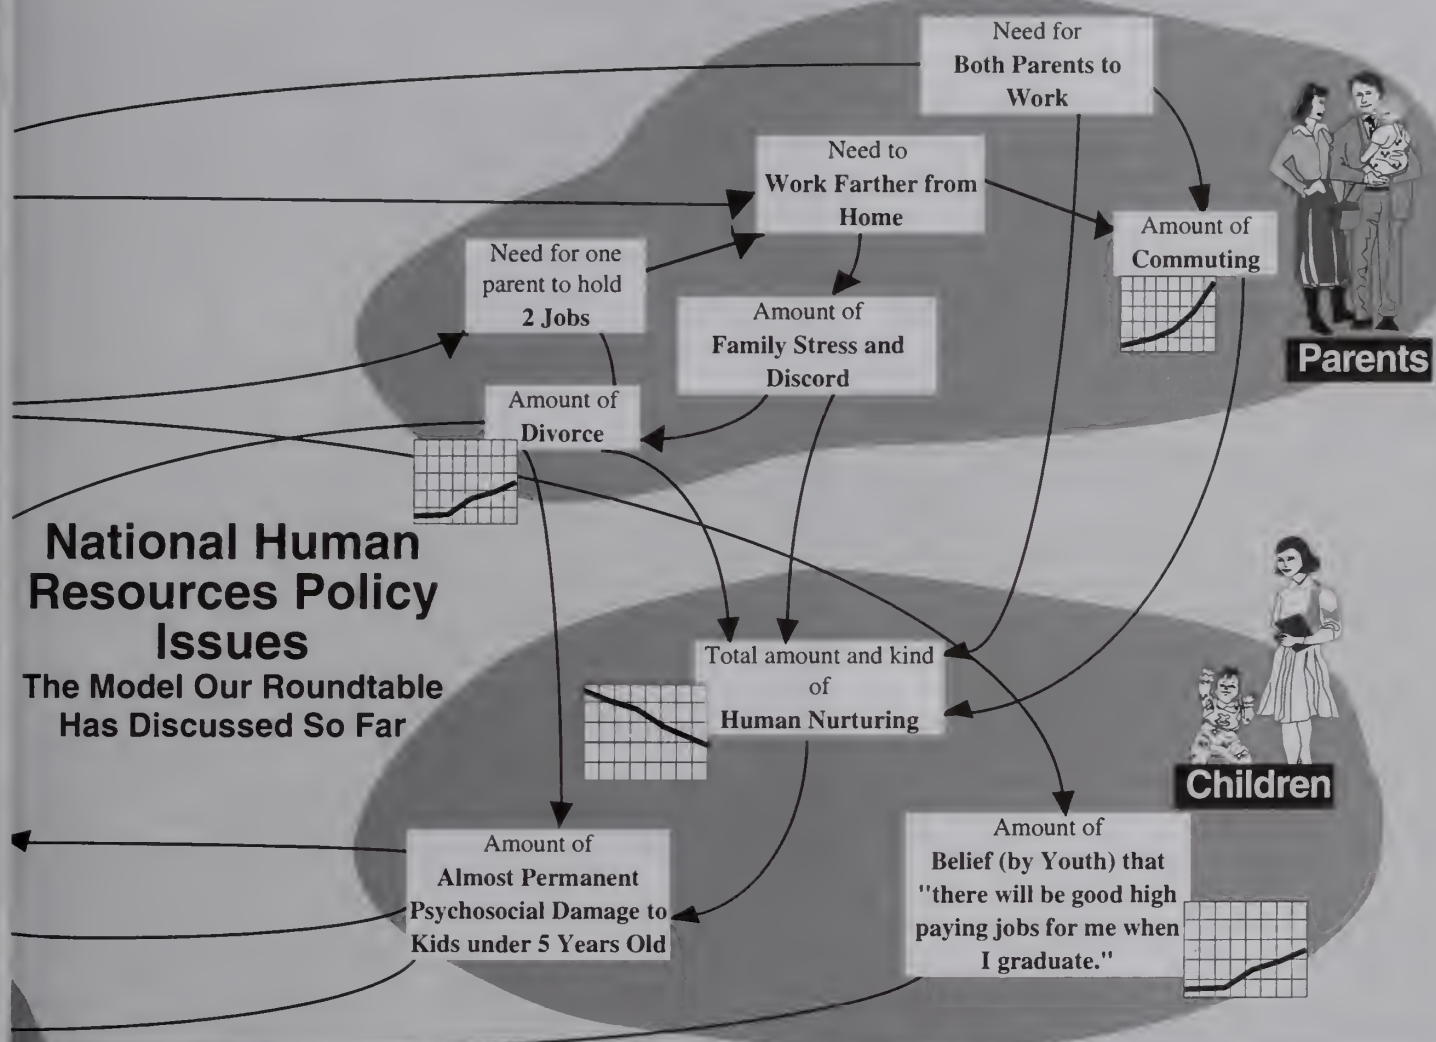 Need for
Both Parents to
Work
Need to
Work Farther from
Home
Amount of
Commuting
Need for one
parent to hold
2 Jobs
Amount of
Family Stress and
Discord
Parents
Amount of
Divorce
National Human
Resources Policy
Issues
The Model Our Roundtable
Has Discussed So Far
Total amount and kind
of
Human Nurturing
Children
Amount of
Almost Permanent
Psychosocial Damage to
Kids under 5 Years Old
Amount of
Belief (by Youth) that
"there will be good high
paying jobs for me when
I graduate."